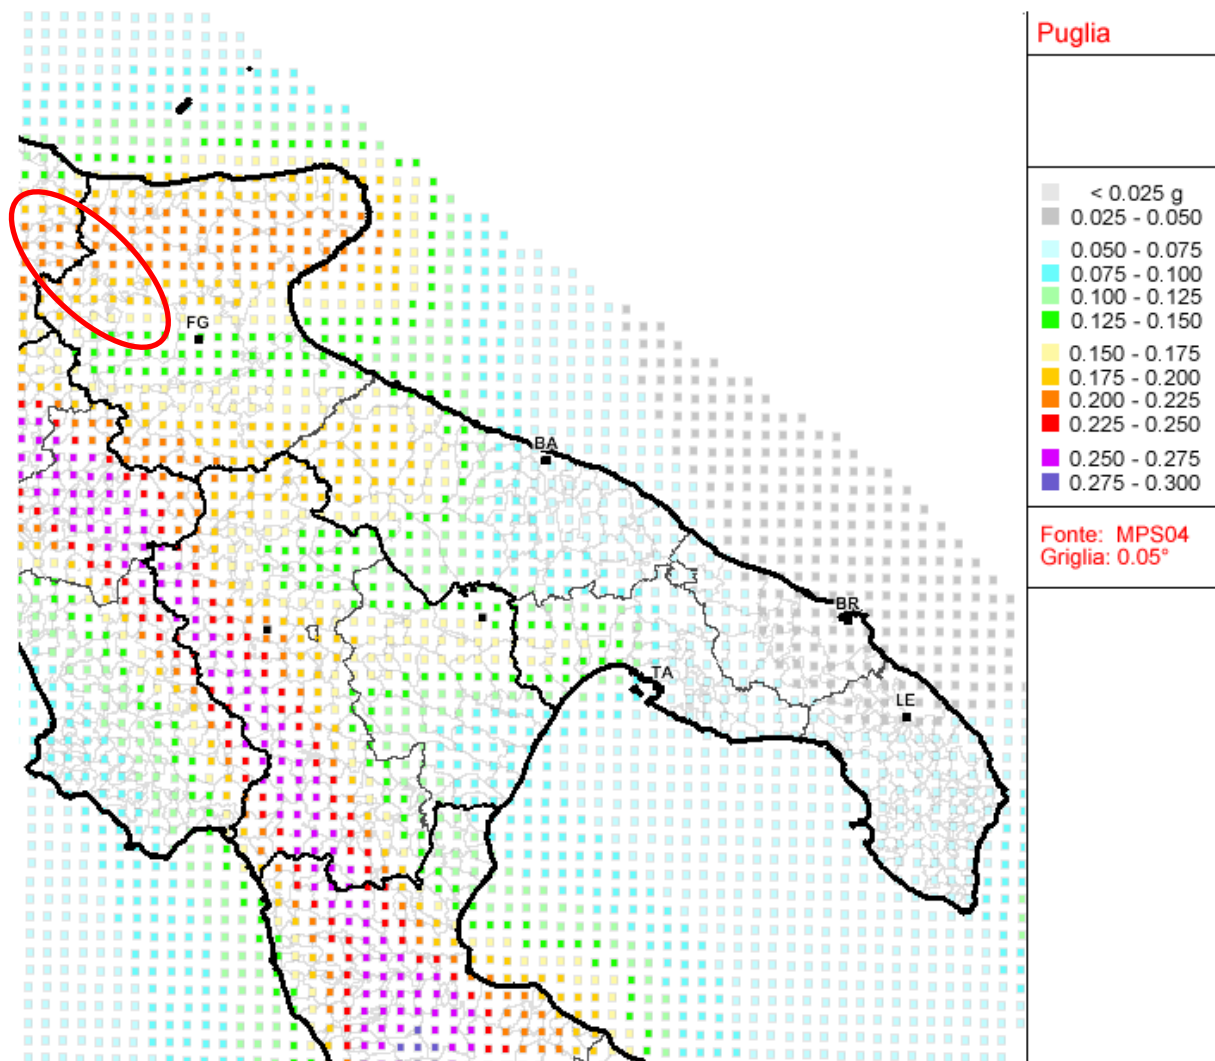 Puglia
< 0.025 g
0.025 - 0.050
0.050 - 0.075
0.075 - 0.100
0.100 - 0.125
0.125 - 0.150
0.150 - 0.175
0.175 - 0.200
0.200 - 0.225
0.225 - 0.250
0.250 - 0.275
0.275 - 0.300
Fonte: MPS04
Griglia: 0.05°
FG
BA
BR
TA
LE